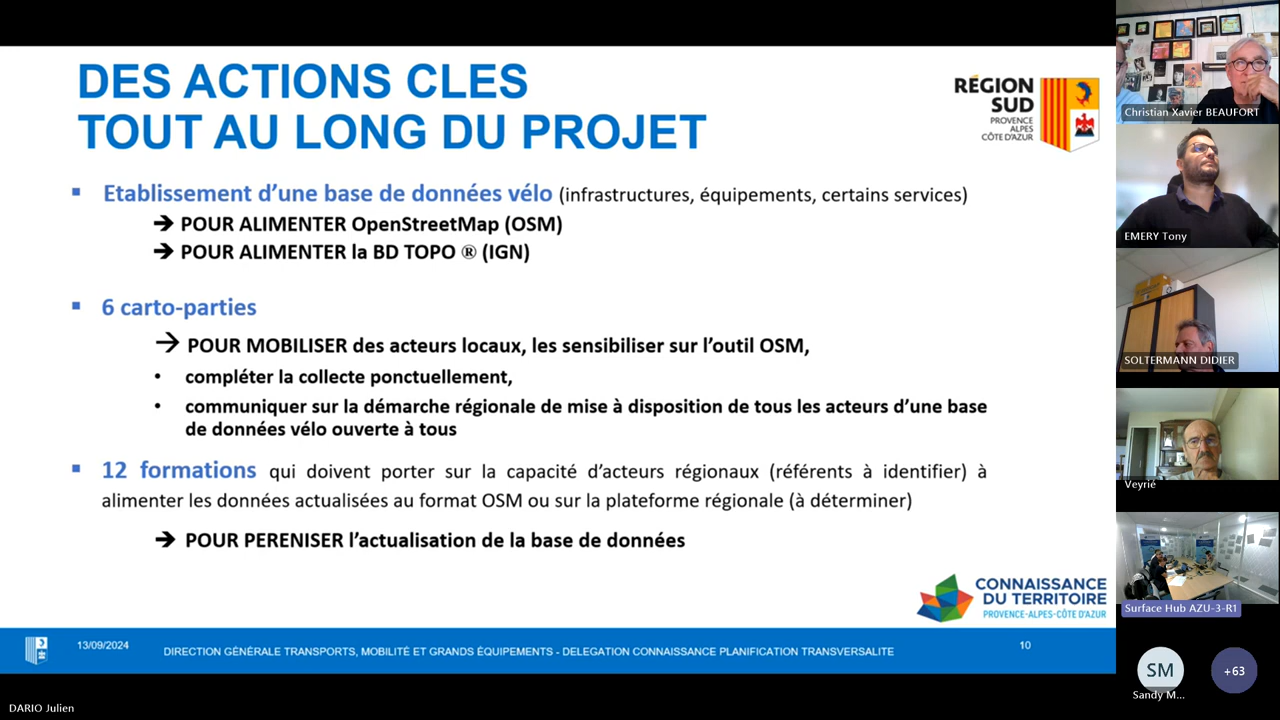 DES ACTIONS CLES
TOUT AU LONG DU PROJET
RÉGION
SUD
PROVENCE
ALPES
CÔTE D'AZUR
▪ Etablissement d'une base de données vélo (infrastructures, équipements, certains services)
➔ POUR ALIMENTER OpenStreetMap (OSM)
➔ POUR ALIMENTER la BD TOPO ® (IGN)
▪ 6 carto-parties
→ POUR MOBILISER des acteurs locaux, les sensibiliser sur l'outil OSM,
• compléter la collecte ponctuellement,
• communiquer sur la démarche régionale de mise à disposition de tous les acteurs d'une base
de données vélo ouverte à tous
▪ 12 formations qui doivent porter sur la capacité d'acteurs régionaux (référents à identifier) à
alimenter les données actualisées au format OSM ou sur la plateforme régionale (à déterminer)
➔ POUR PERENISER l'actualisation de la base de données
CONNAISSANCE
DU TERRITOIRE
PROVENCE-ALPES-CÔTE D'AZUR
13/09/2024
DIRECTION GÉNÉRALE TRANSPORTS, MOBILITÉ ET GRANDS ÉQUIPEMENTS - DELEGATION CONNAISSANCE PLANIFICATION TRANSVERSALITE
10
DARIO Julien
Christian Xavier BEAUFORT
EMERY Tony
SOLTERMANN DIDIER
Veyrié
Surface Hub AZU-3-R1
SM
Sandy M...
+63